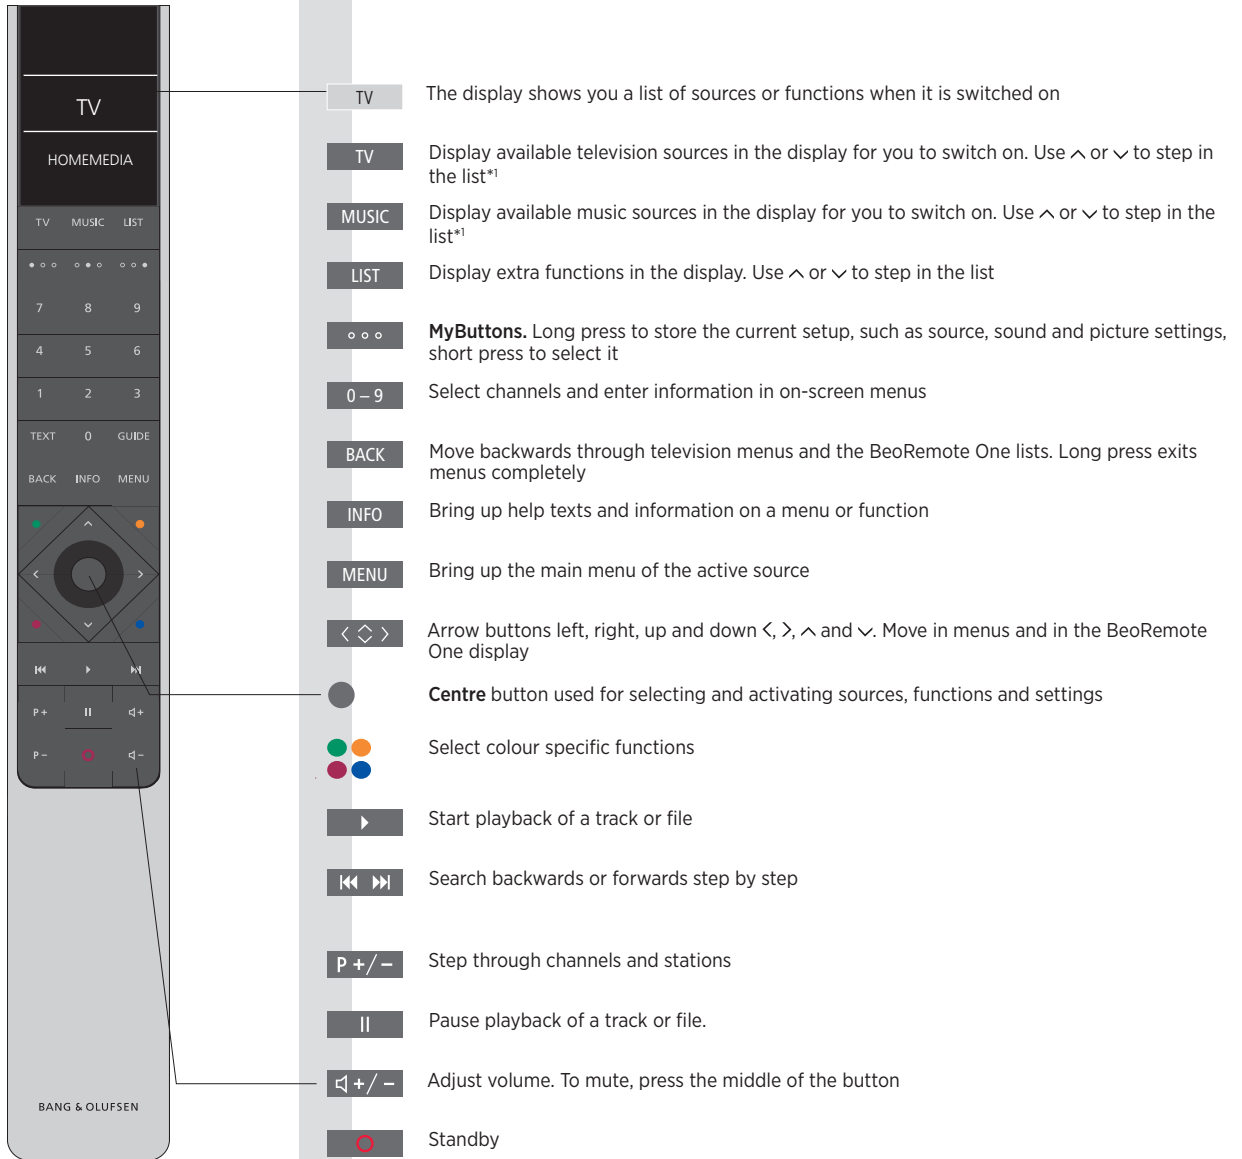 TV
HOMEMEDIA
TV MUSIC LIST
7 8 9
4 5 6
1 2 3
TEXT 0 GUIDE
BACK INFO MENU
P +
P –
BANG & OLUFSEN
TV The display shows you a list of sources or functions when it is switched on
TV Display available television sources in the display for you to switch on. Use ︿ or ﹀ to step in
the list*1
MUSIC Display available music sources in the display for you to switch on. Use ︿ or ﹀ to step in the
list*1
LIST Display extra functions in the display. Use ︿ or ﹀ to step in the list
MyButtons. Long press to store the current setup, such as source, sound and picture settings,
short press to select it
0 – 9 Select channels and enter information in on-screen menus
BACK Move backwards through television menus and the BeoRemote One lists. Long press exits
menus completely
INFO Bring up help texts and information on a menu or function
MENU Bring up the main menu of the active source
Arrow buttons left, right, up and down <, >, ︿ and ﹀. Move in menus and in the BeoRemote
One display
Centre button used for selecting and activating sources, functions and settings
Select colour specific functions
Start playback of a track or file
Search backwards or forwards step by step
P +/– Step through channels and stations
Pause playback of a track or file.
+/– Adjust volume. To mute, press the middle of the button
Standby